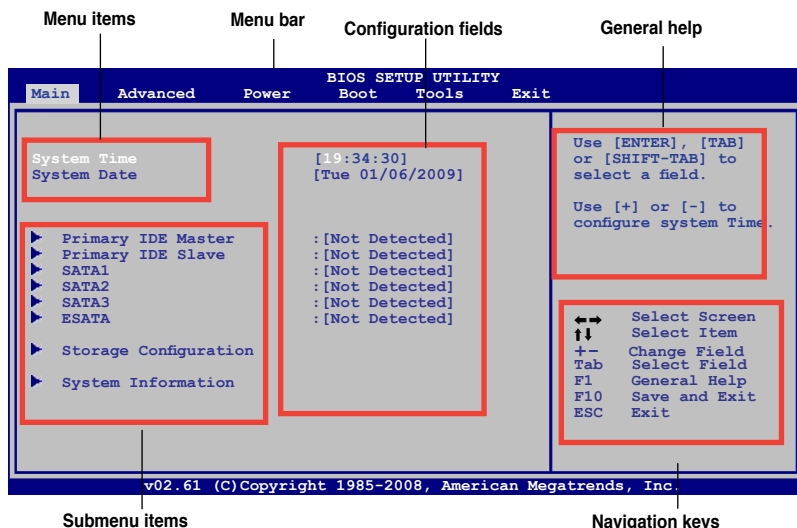 Menu items Menu bar Configuration fields General help
BIOS SETUP UTILITY
Main Advanced Power Boot Tools Exit
System Time [19:34:30]
System Date [Tue 01/06/2009]
Primary IDE Master :[Not Detected]
Primary IDE Slave :[Not Detected]
SATA1 :[Not Detected]
SATA2 :[Not Detected]
SATA3 :[Not Detected]
ESATA :[Not Detected]
Storage Configuration
System Information
Use [ENTER], [TAB]
or [SHIFT-TAB] to
select a field.
Use [+] or [-] to
configure system Time.
←→ Select Screen
↑↓ Select Item
+- Change Field
Tab Select Field
F1 General Help
F10 Save and Exit
ESC Exit
v02.61 (C)Copyright 1985-2008, American Megatrends, Inc.
Submenu items Navigation keys